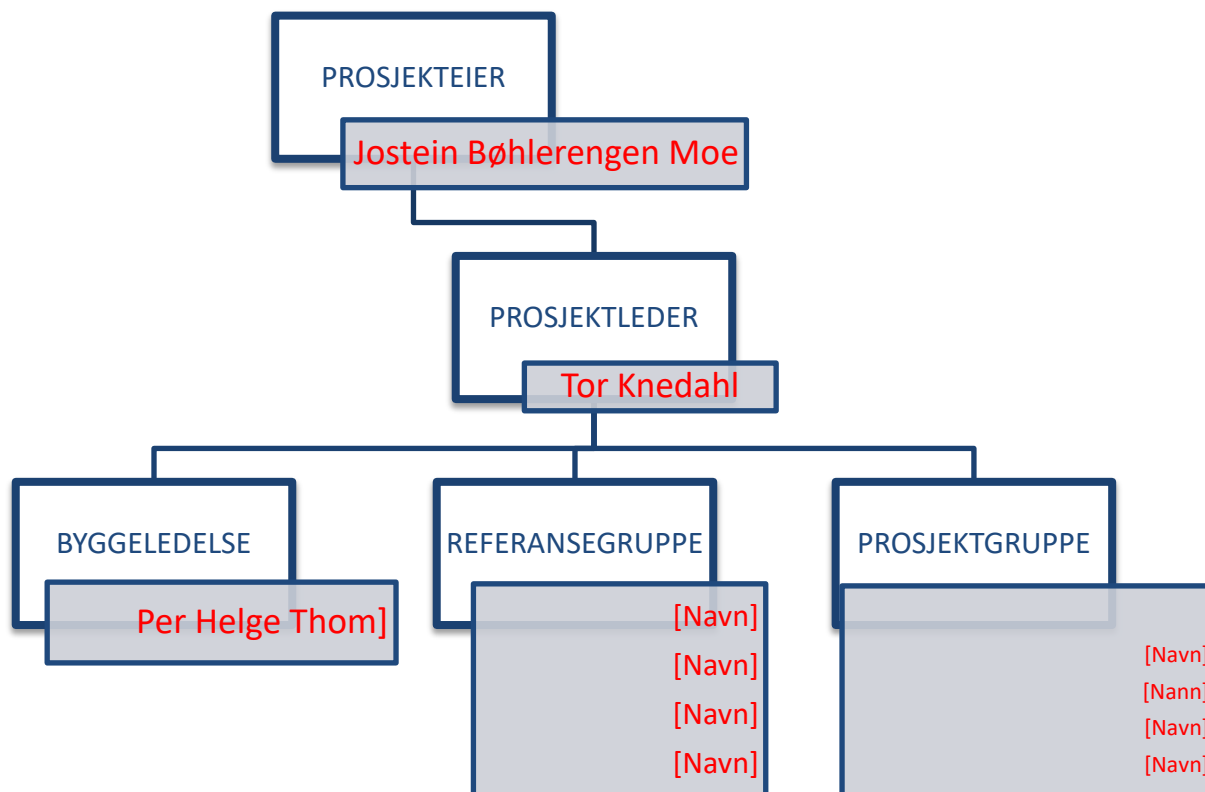 PROSJEKTEIER
Jostein Bøhlerengen Moe
PROSJEKTLEDER
Tor Knedahl
BYGGELEDELSE
Per Helge Thom]
REFERANSEGRUPPE
[Navn]
[Navn]
[Navn]
[Navn]
PROSJEKTGRUPPE
[Navn]
[Nann]
[Navn]
[Navn]